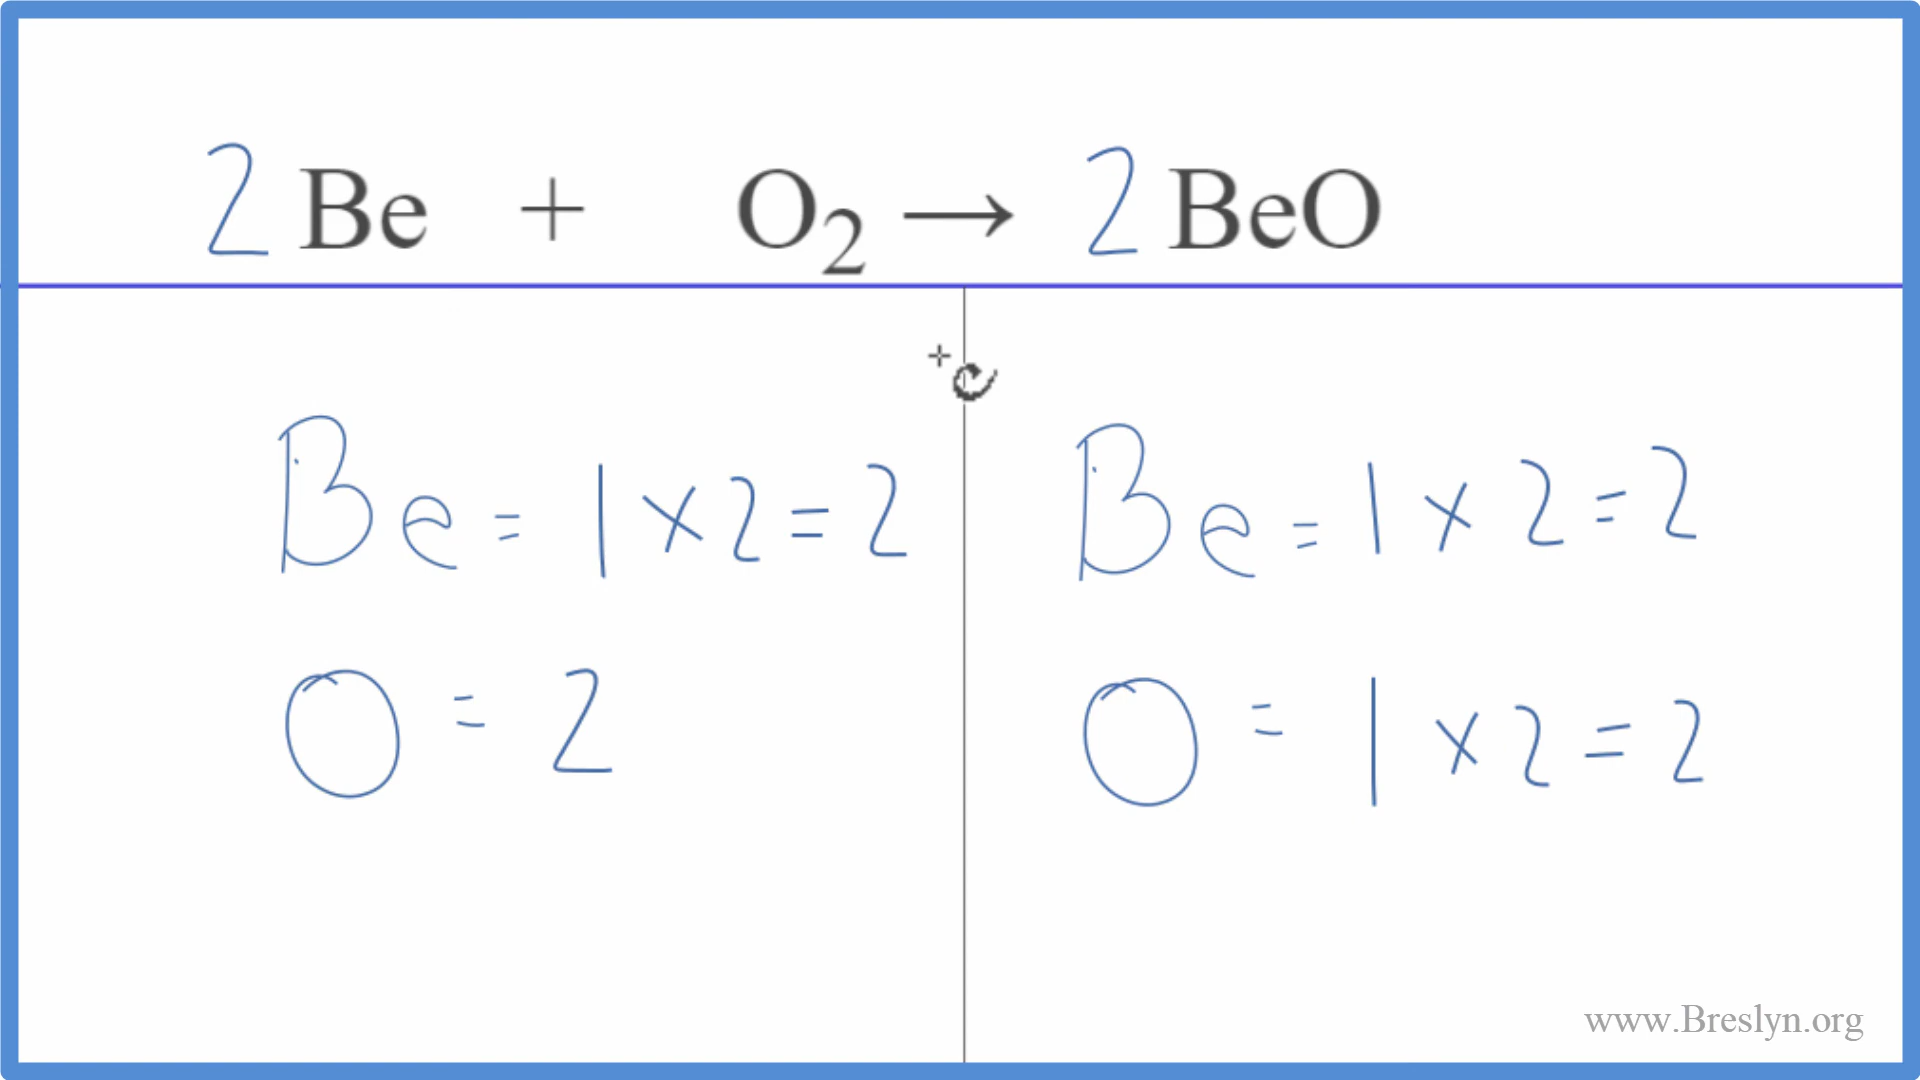 2 Be + O₂ → 2 BeO
Be = 1 x 2 = 2
O = 2
Be = 1 x 2 = 2
O = 1 x 2 = 2
www.Breslyn.org